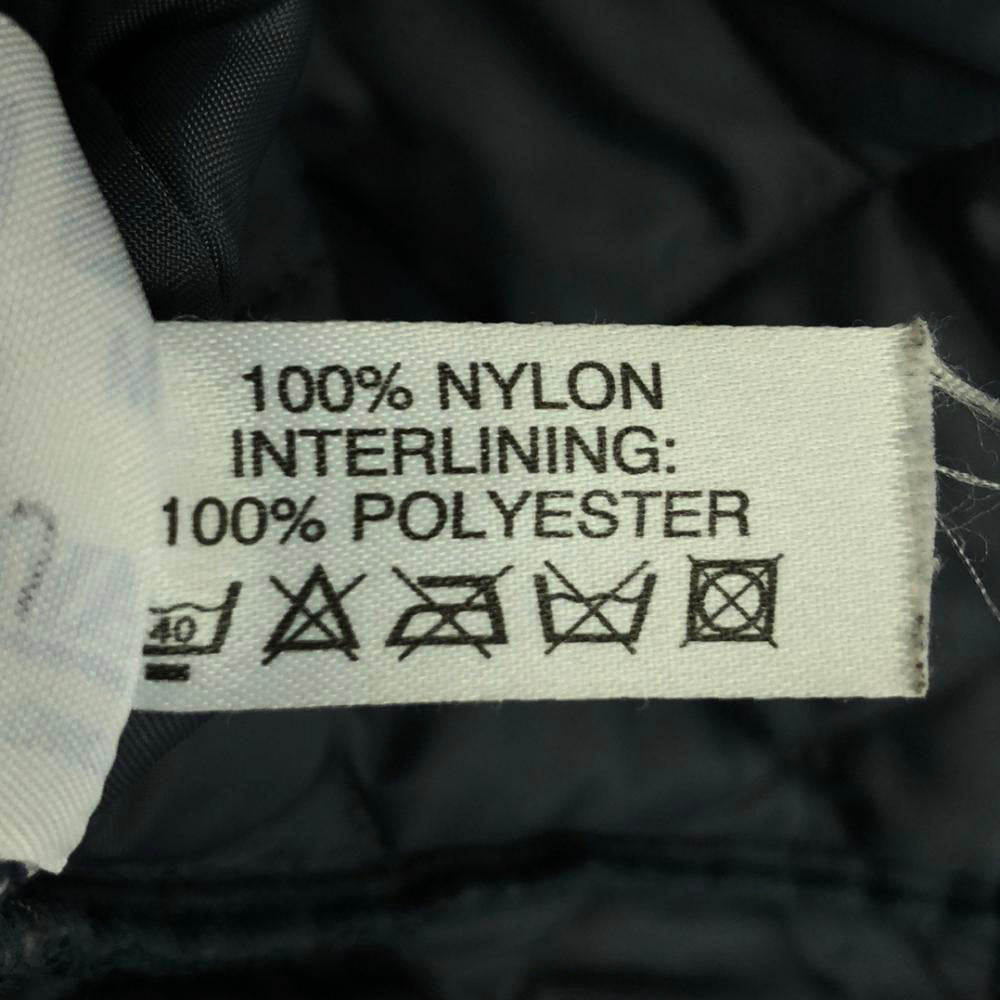 100% NYLON
INTERLINING:
100% POLYESTER
40